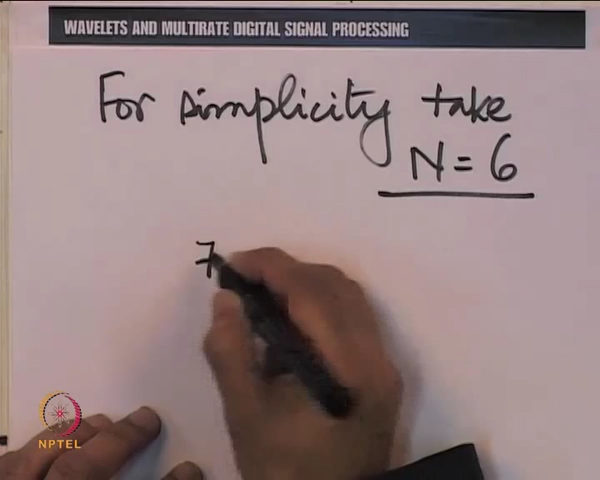 WAVELETS AND MULTIRATE DIGITAL SIGNAL PROCESSING
For simplicity take
N = 6
7
NPTEL